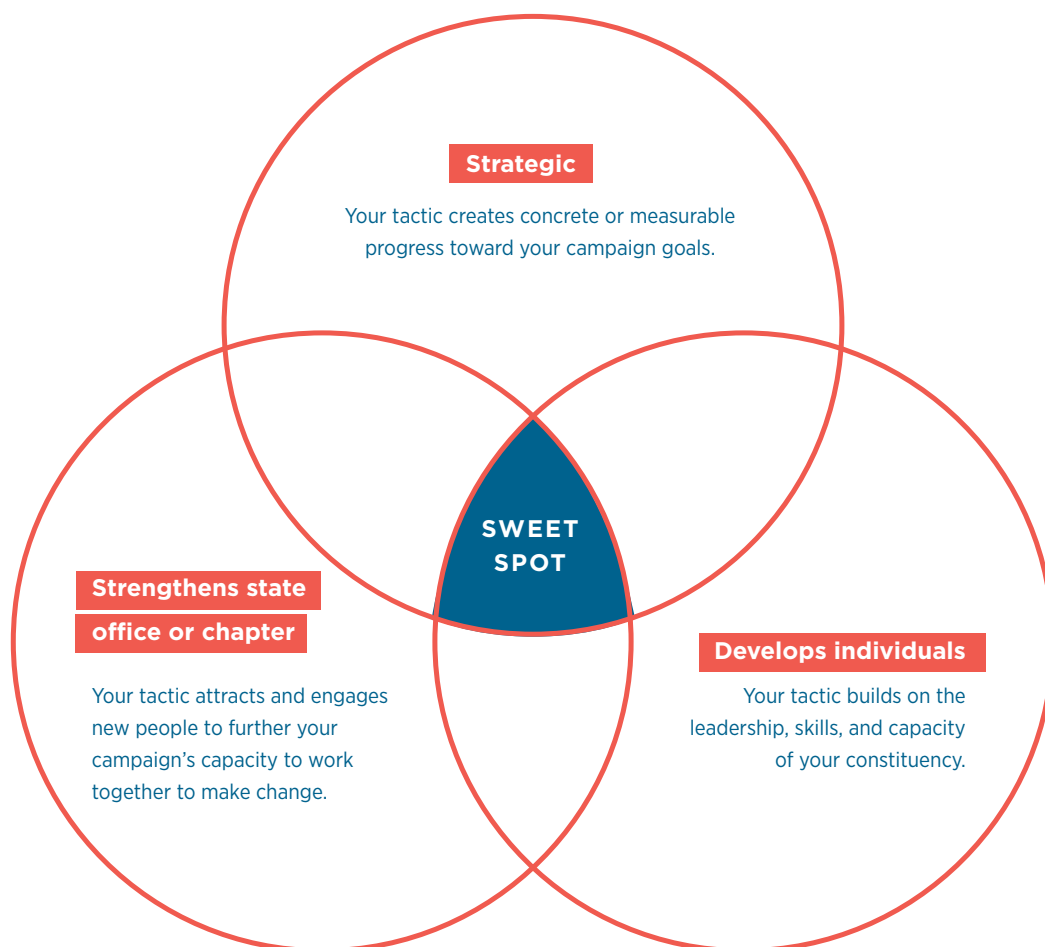 Strategic
Your tactic creates concrete or measurable
progress toward your campaign goals.
SWEET
SPOT
Strengthens state
office or chapter
Your tactic attracts and engages
new people to further your
campaign’s capacity to work
together to make change.
Develops individuals
Your tactic builds on the
leadership, skills, and capacity
of your constituency.